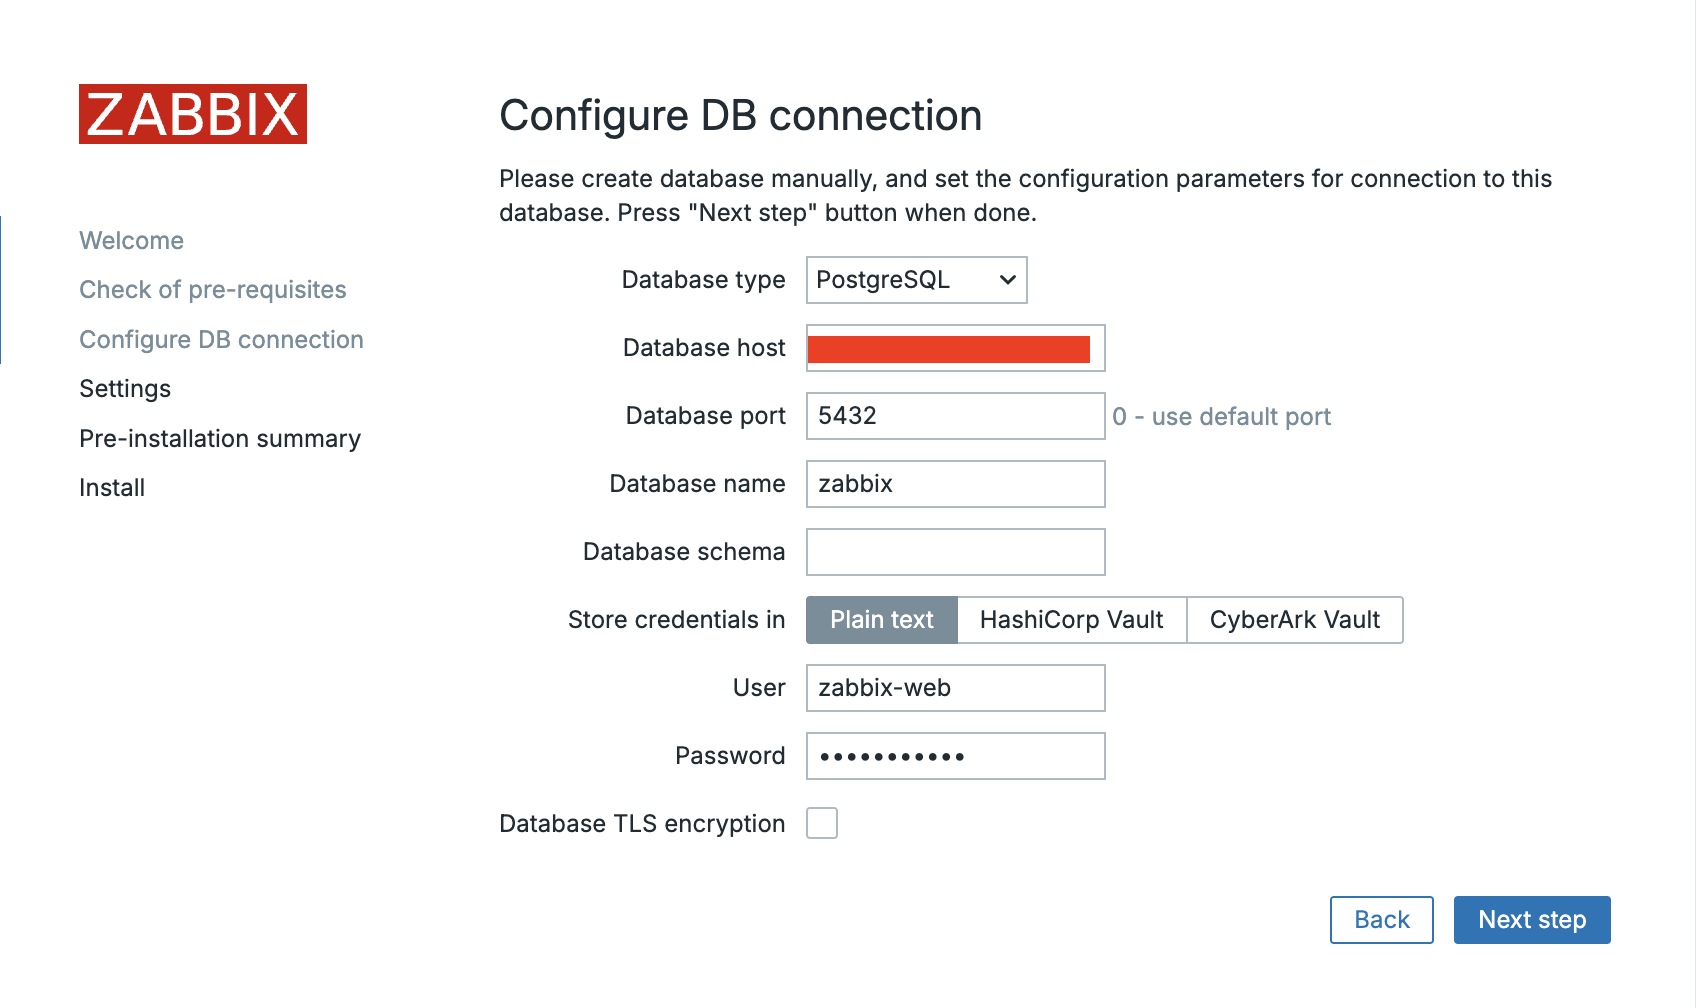 ZABBIX
Welcome
Check of pre-requisites
Configure DB connection
Settings
Pre-installation summary
Install
Configure DB connection
Please create database manually, and set the configuration parameters for connection to this
database. Press "Next step" button when done.
Database type PostgreSQL
Database host
Database port 5432 0 - use default port
Database name zabbix
Database schema
Store credentials in Plain text HashiCorp Vault CyberArk Vault
User zabbix-web
Password •••••••••••
Database TLS encryption
Back Next step